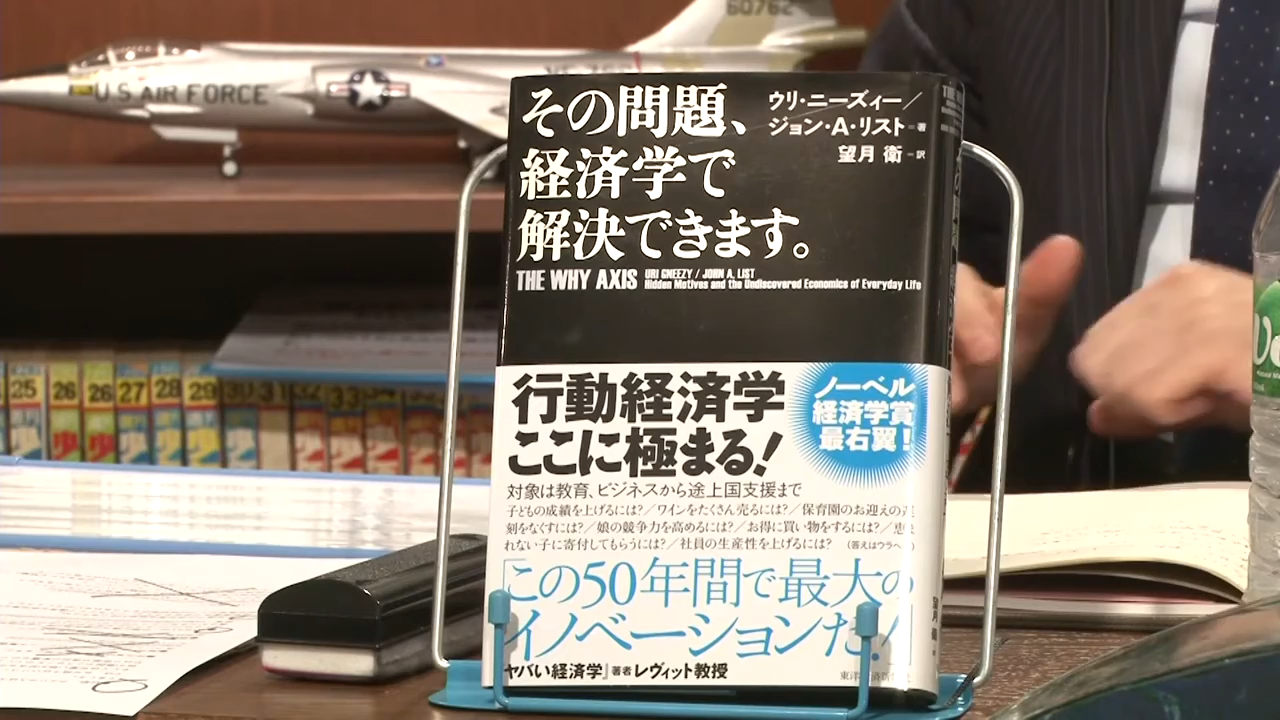 60762
U.S. AIR FORCE
その問題、
経済学で
解決できます。
ウリ・ニーズィー／
ジョン・A・リスト 著
望月 衛 訳
THE WHY AXIS
URI GNEEZY / JOHN A. LIST
Hidden Motives and the Undiscovered Economics of Everyday Life
行動経済学
ここに極まる!
ノーベル
経済学賞
最右翼!
対象は教育、ビジネスから途上国支援まで
子どもの成績を上げるには?／ワインをたくさん売るには?／保育園のお迎えの遅
刻をなくすには?／娘の競争力を高めるには?／お得に買い物をするには?／恵ま
れない子に寄付してもらうには?／社員の生産性を上げるには? (答えはウラへ)
「この50年間で最大の
イノベーションだ!」
『ヤバい経済学』著者 レヴィット教授
25 26 26 27 28 29 30 31 32 33